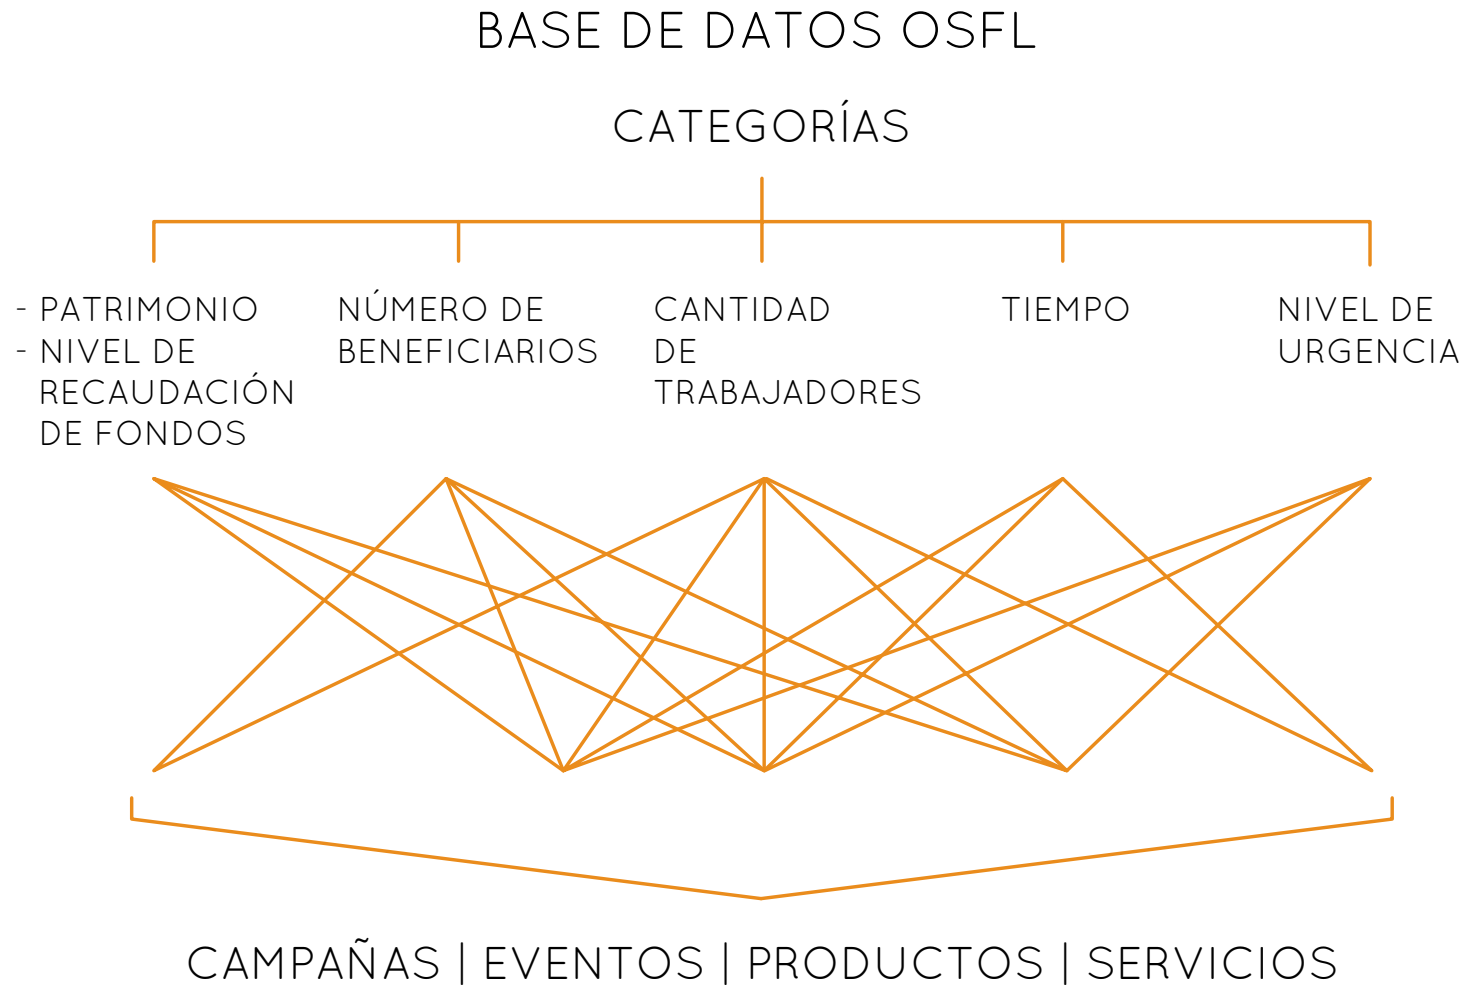 BASE DE DATOS OSFL
CATEGORÍAS
- PATRIMONIO
- NIVEL DE
RECAUDACIÓN
DE FONDOS
NÚMERO DE
BENEFICIARIOS
CANTIDAD
DE
TRABAJADORES
TIEMPO
NIVEL DE
URGENCIA
CAMPAÑAS | EVENTOS | PRODUCTOS | SERVICIOS